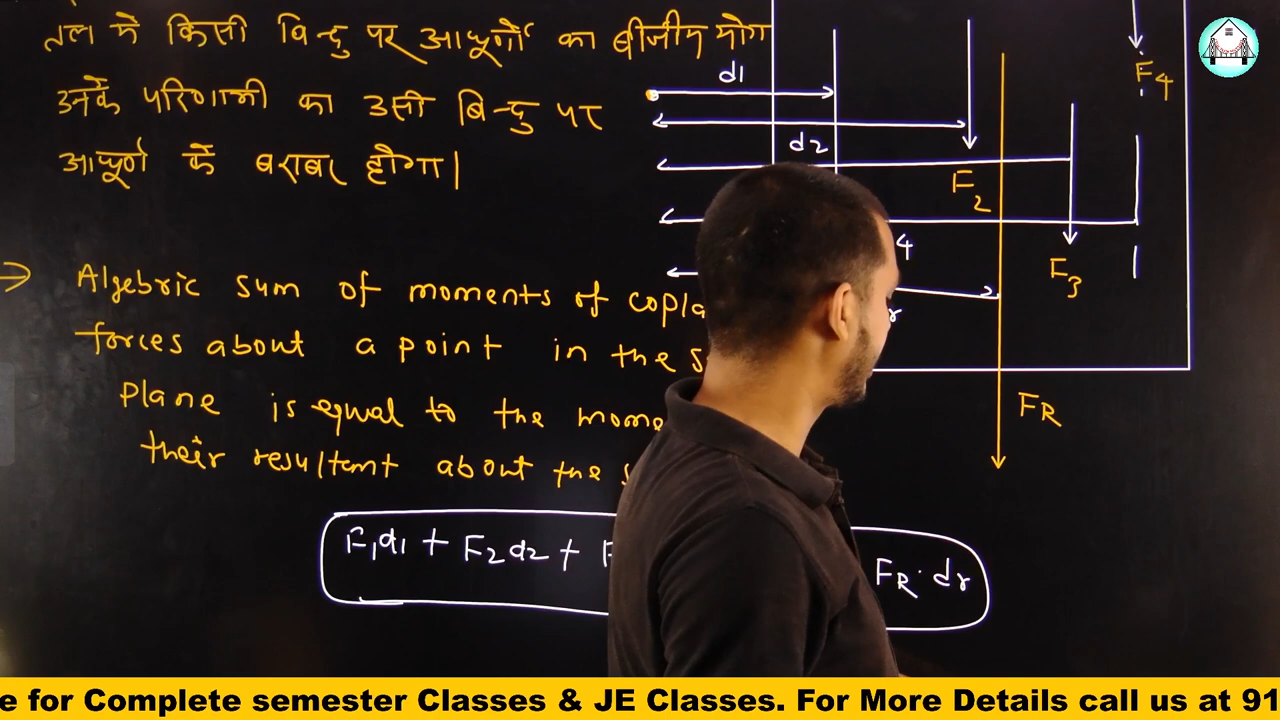 तल में किसी बिन्दु पर आघूर्णों का बीजीय योग
उनके परिणामी का उसी बिन्दु पर
आघूर्ण के बराबर होगा।
d1
d2
4
r
F2
F3
F4
FR
→ Algebric sum of moments of copla
forces about a point in the s
plane is equal to the mome
their resultant about the s
F1d1 + F2d2 + F
FR·dr
e for Complete semester Classes & JE Classes. For More Details call us at 91